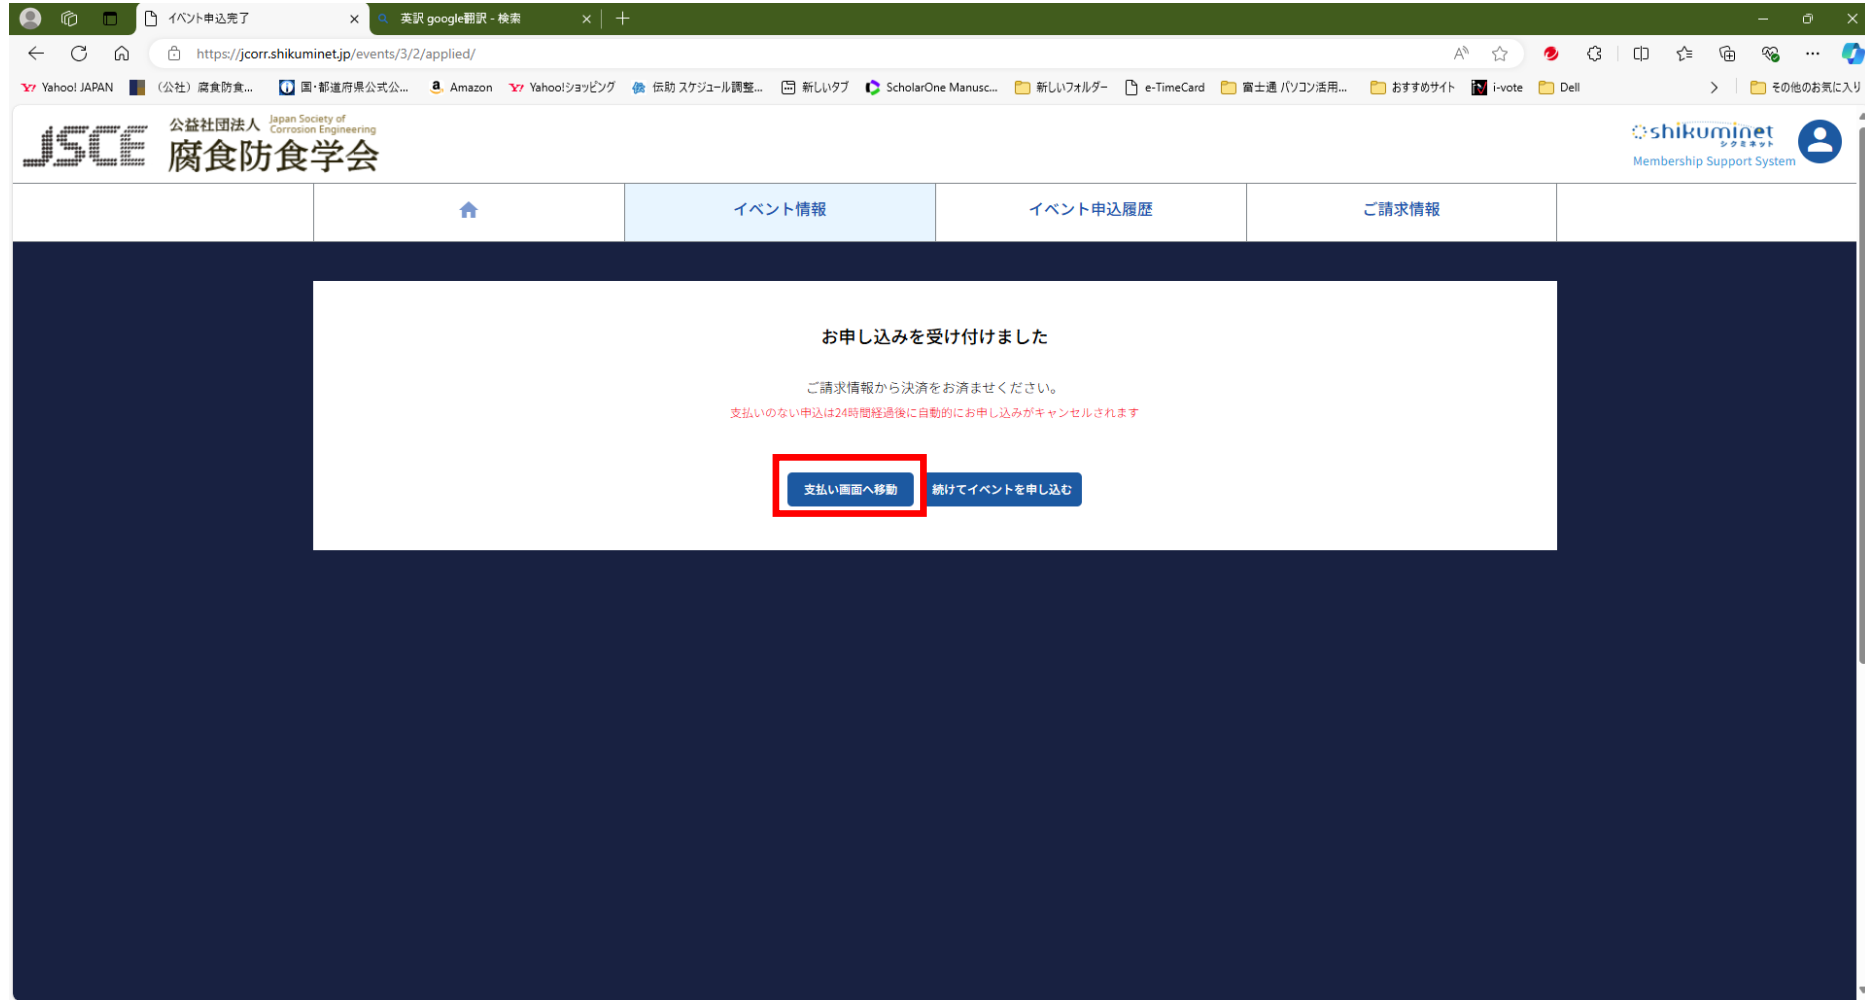 イベント申込完了
英訳 google翻訳 - 検索
https://jcorr.shikuminet.jp/events/3/2/applied/
Yahoo! JAPAN
（公社）腐食防食...
国・都道府県公式公...
Amazon
Yahoo!ショッピング
伝助 スケジュール調整...
新しいタブ
ScholarOne Manusc...
新しいフォルダー
e-TimeCard
富士通 パソコン活用...
おすすめサイト
i-vote
Dell
その他のお気に入り
JSCE
公益社団法人
Japan Society of
Corrosion Engineering
腐食防食学会
shikuminet
シクミネット
Membership Support System
イベント情報
イベント申込履歴
ご請求情報
お申し込みを受け付けました
ご請求情報から決済をお済ませください。
支払いのない申込は24時間経過後に自動的にお申し込みがキャンセルされます
支払い画面へ移動
続けてイベントを申し込む